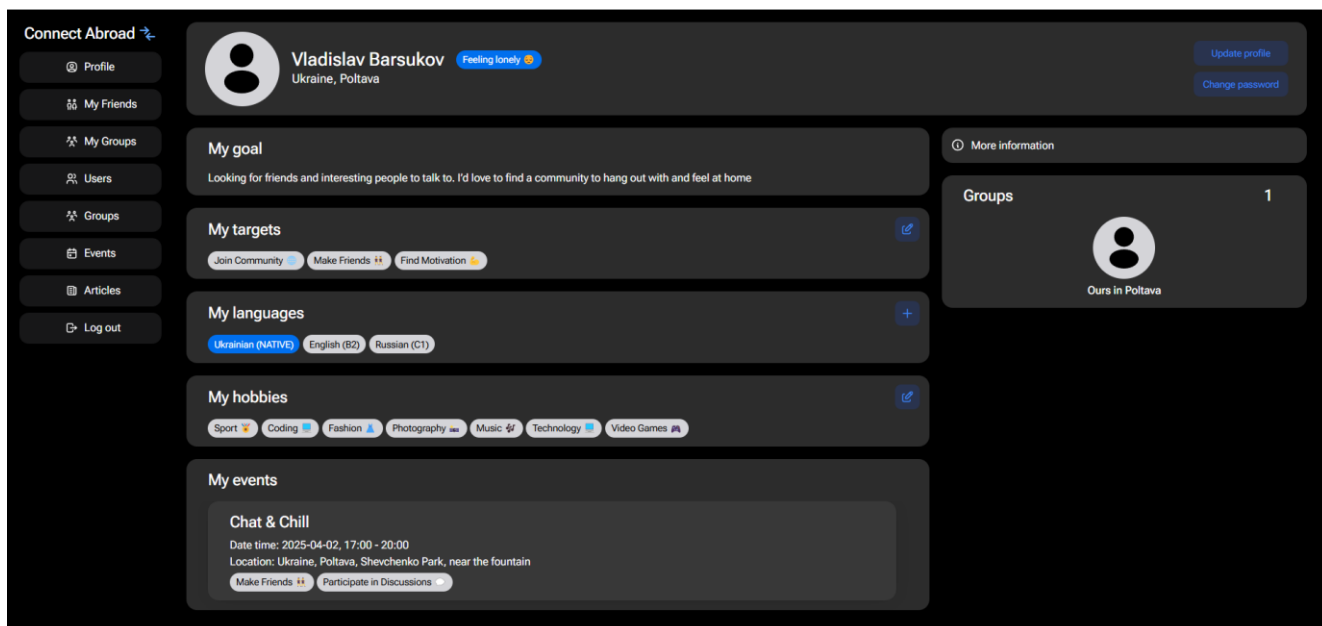 Connect Abroad
Profile
My Friends
My Groups
Users
Groups
Events
Articles
Log out
Vladislav Barsukov
Feeling lonely 😔
Ukraine, Poltava
Update profile
Change password
My goal
Looking for friends and interesting people to talk to. I'd love to find a community to hang out with and feel at home
My targets
Join Community 🌐 Make Friends 👬 Find Motivation 💪
My languages
Ukrainian (NATIVE) English (B2) Russian (C1)
My hobbies
Sport 🏋 Coding 💻 Fashion 👗 Photography 📷 Music 🎶 Technology 💻 Video Games 🎮
My events
Chat & Chill
Date time: 2025-04-02, 17:00 - 20:00
Location: Ukraine, Poltava, Shevchenko Park, near the fountain
Make Friends 👬 Participate in Discussions 💬
More information
Groups 1
Ours in Poltava